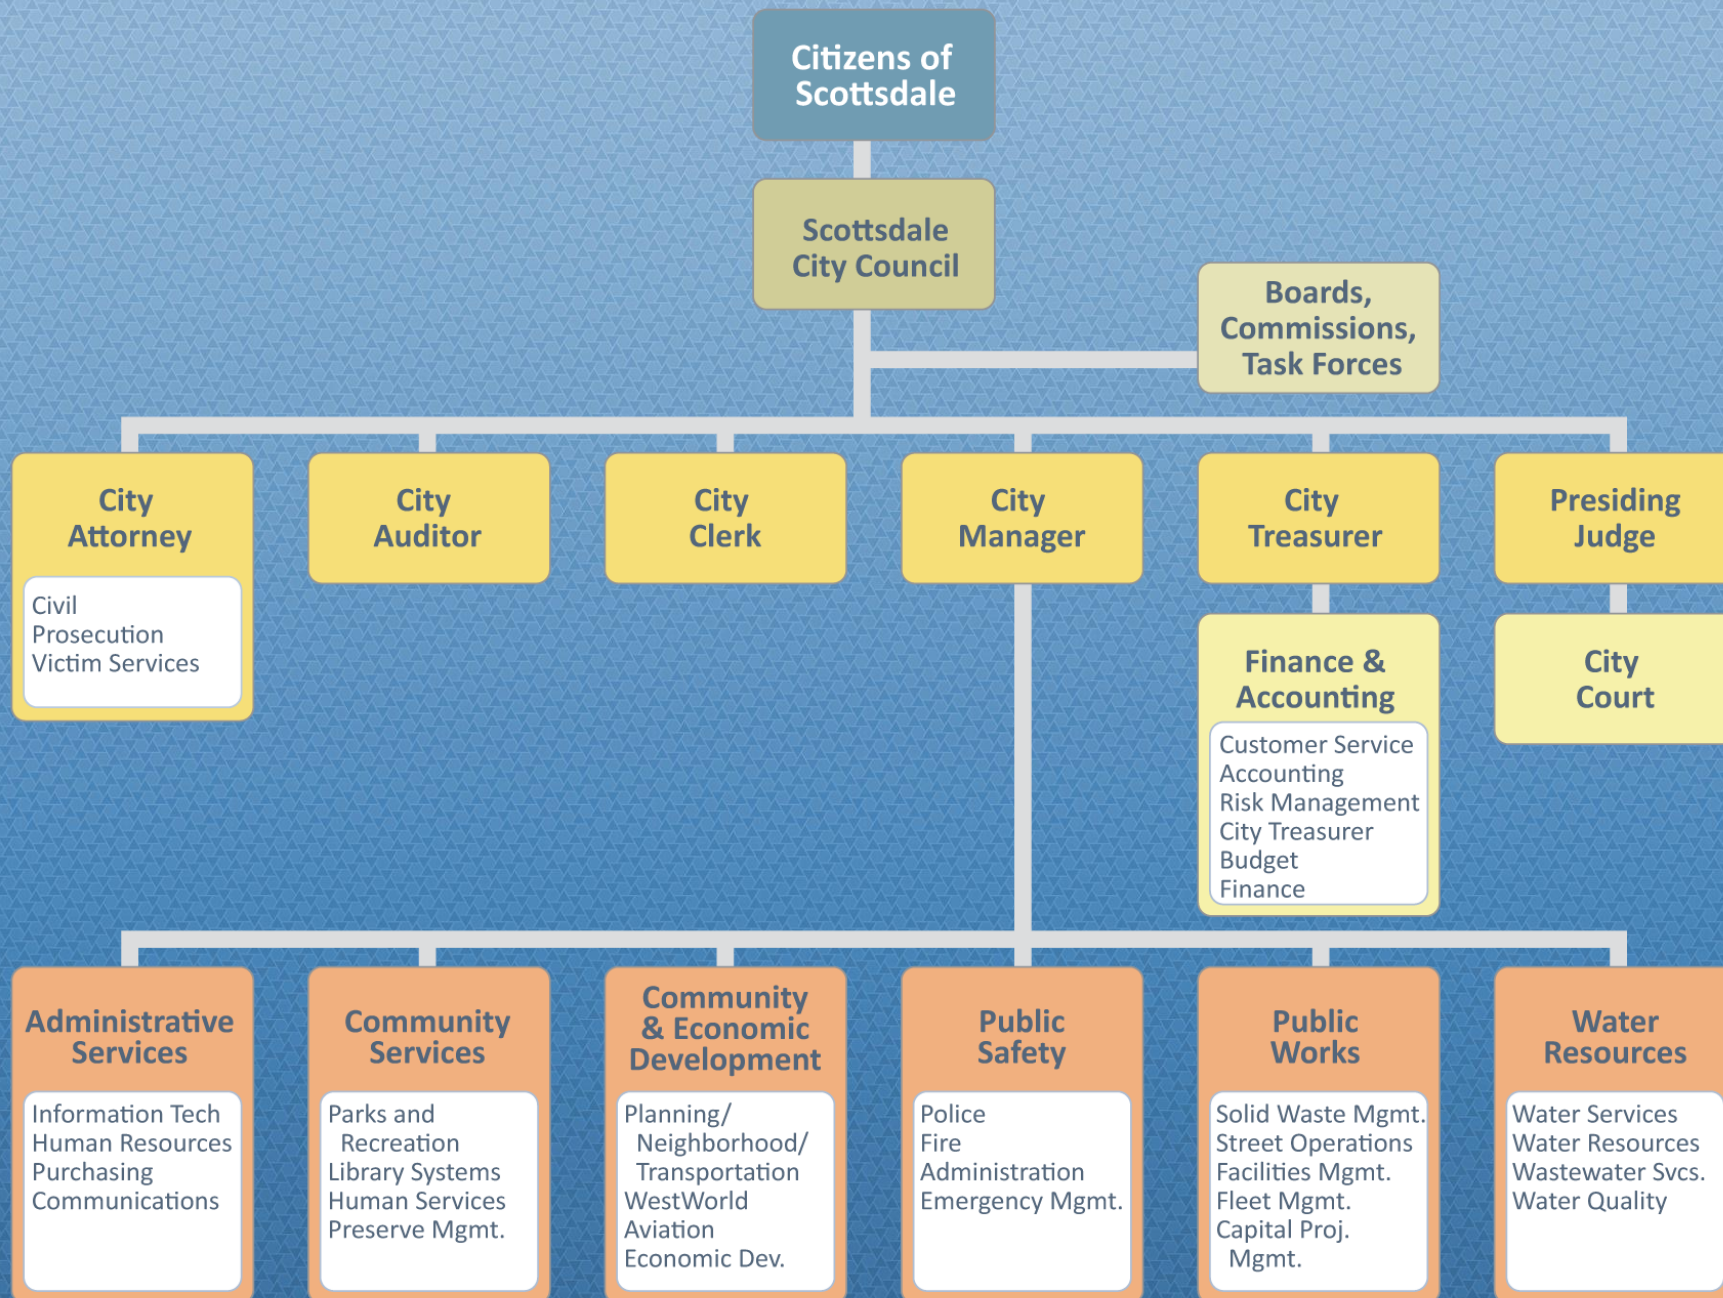 Citizens of
Scottsdale
Scottsdale
City Council
Boards,
Commissions,
Task Forces
City
Attorney
Civil
Prosecution
Victim Services
City
Auditor
City
Clerk
City
Manager
City
Treasurer
Presiding
Judge
Finance &
Accounting
Customer Service
Accounting
Risk Management
City Treasurer
Budget
Finance
City
Court
Administrative
Services
Information Tech
Human Resources
Purchasing
Communications
Community
Services
Parks and
Recreation
Library Systems
Human Services
Preserve Mgmt.
Community
& Economic
Development
Planning/
Neighborhood/
Transportation
WestWorld
Aviation
Economic Dev.
Public
Safety
Police
Fire
Administration
Emergency Mgmt.
Public
Works
Solid Waste Mgmt.
Street Operations
Facilities Mgmt.
Fleet Mgmt.
Capital Proj.
Mgmt.
Water
Resources
Water Services
Water Resources
Wastewater Svcs.
Water Quality